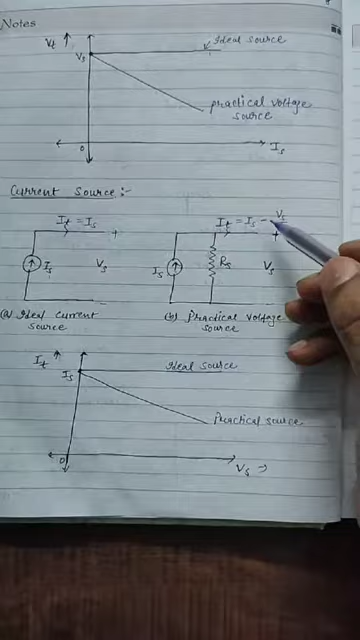 Notes
Vt ↑
Ideal source
Vs
practical voltage
source
0
Is
Current Source :-
It = Is
+
Is
Vs
It = Is - Vs
+
Is
Rs
Vs
(a) Ideal current
source
(b) Practical voltage
source
It ↑
Is
Ideal source
Practical source
0
Vs →